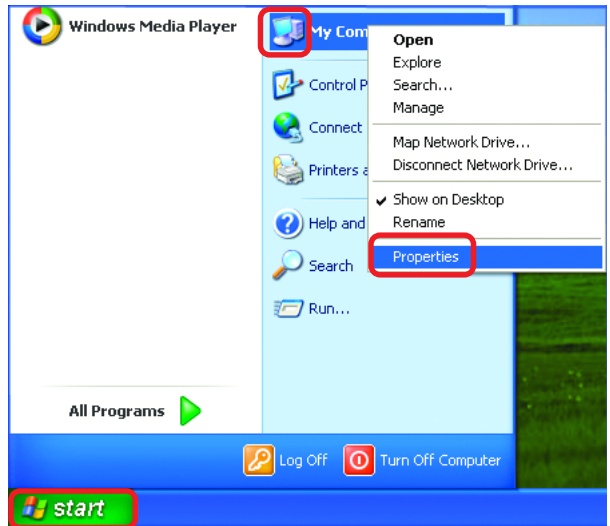 Windows Media Player
My Com
Control P
Connect
Printers a
Help and
Search
Run...
All Programs
Log Off
Turn Off Computer
start
Open
Explore
Search...
Manage
Map Network Drive...
Disconnect Network Drive...
Show on Desktop
Rename
Properties